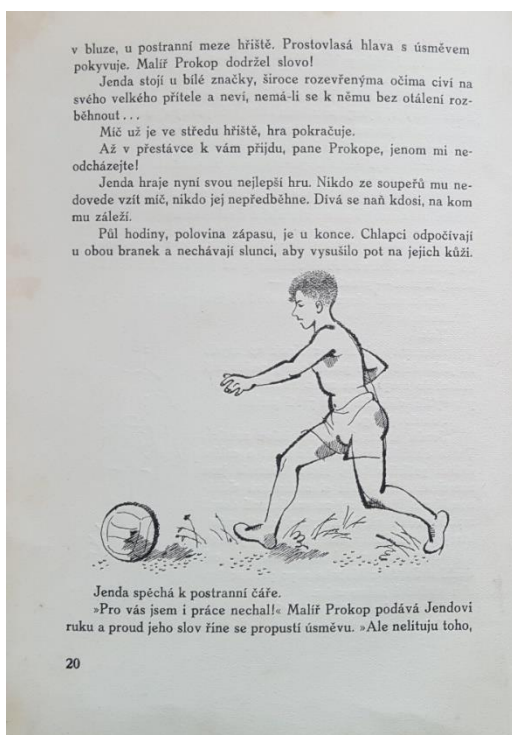 v bluze, u postranní meze hřiště. Prostovlasá hlava s úsměvem
pokyvuje. Malíř Prokop dodržel slovo!
Jenda stojí u bílé značky, široce rozevřenýma očima civí na
svého velkého přítele a neví, nemá-li se k němu bez otálení roz-
běhnout...
Míč už je ve středu hřiště, hra pokračuje.
Až v přestávce k vám přijdu, pane Prokope, jenom mi ne-
odcházejte!
Jenda hraje nyní svou nejlepší hru. Nikdo ze soupeřů mu ne-
dovede vzít míč, nikdo jej nepředběhne. Dívá se naň kdosi, na kom
mu záleží.
Půl hodiny, polovina zápasu, je u konce. Chlapci odpočívají
u obou branek a nechávají slunci, aby vysušilo pot na jejich kůži.
Jenda spěchá k postranní čáře.
»Pro vás jsem i práce nechal!« Malíř Prokop podává Jendovi
ruku a proud jeho slov řine se propustí úsměvu. »Ale nelituju toho,
20